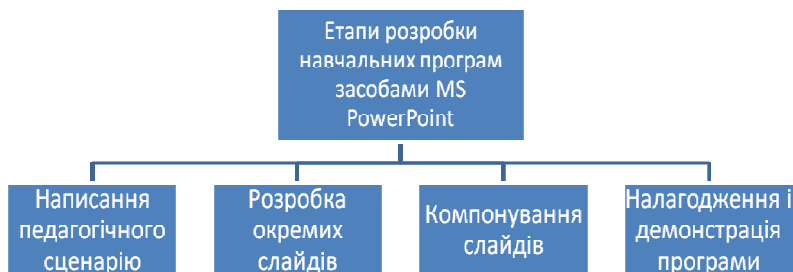 Етапи розробки
навчальних програм
засобами MS
PowerPoint
Написання
педагогічного
сценарію
Розробка
окремих
слайдів
Компонування
слайдів
Налагодження і
демонстрація
програми